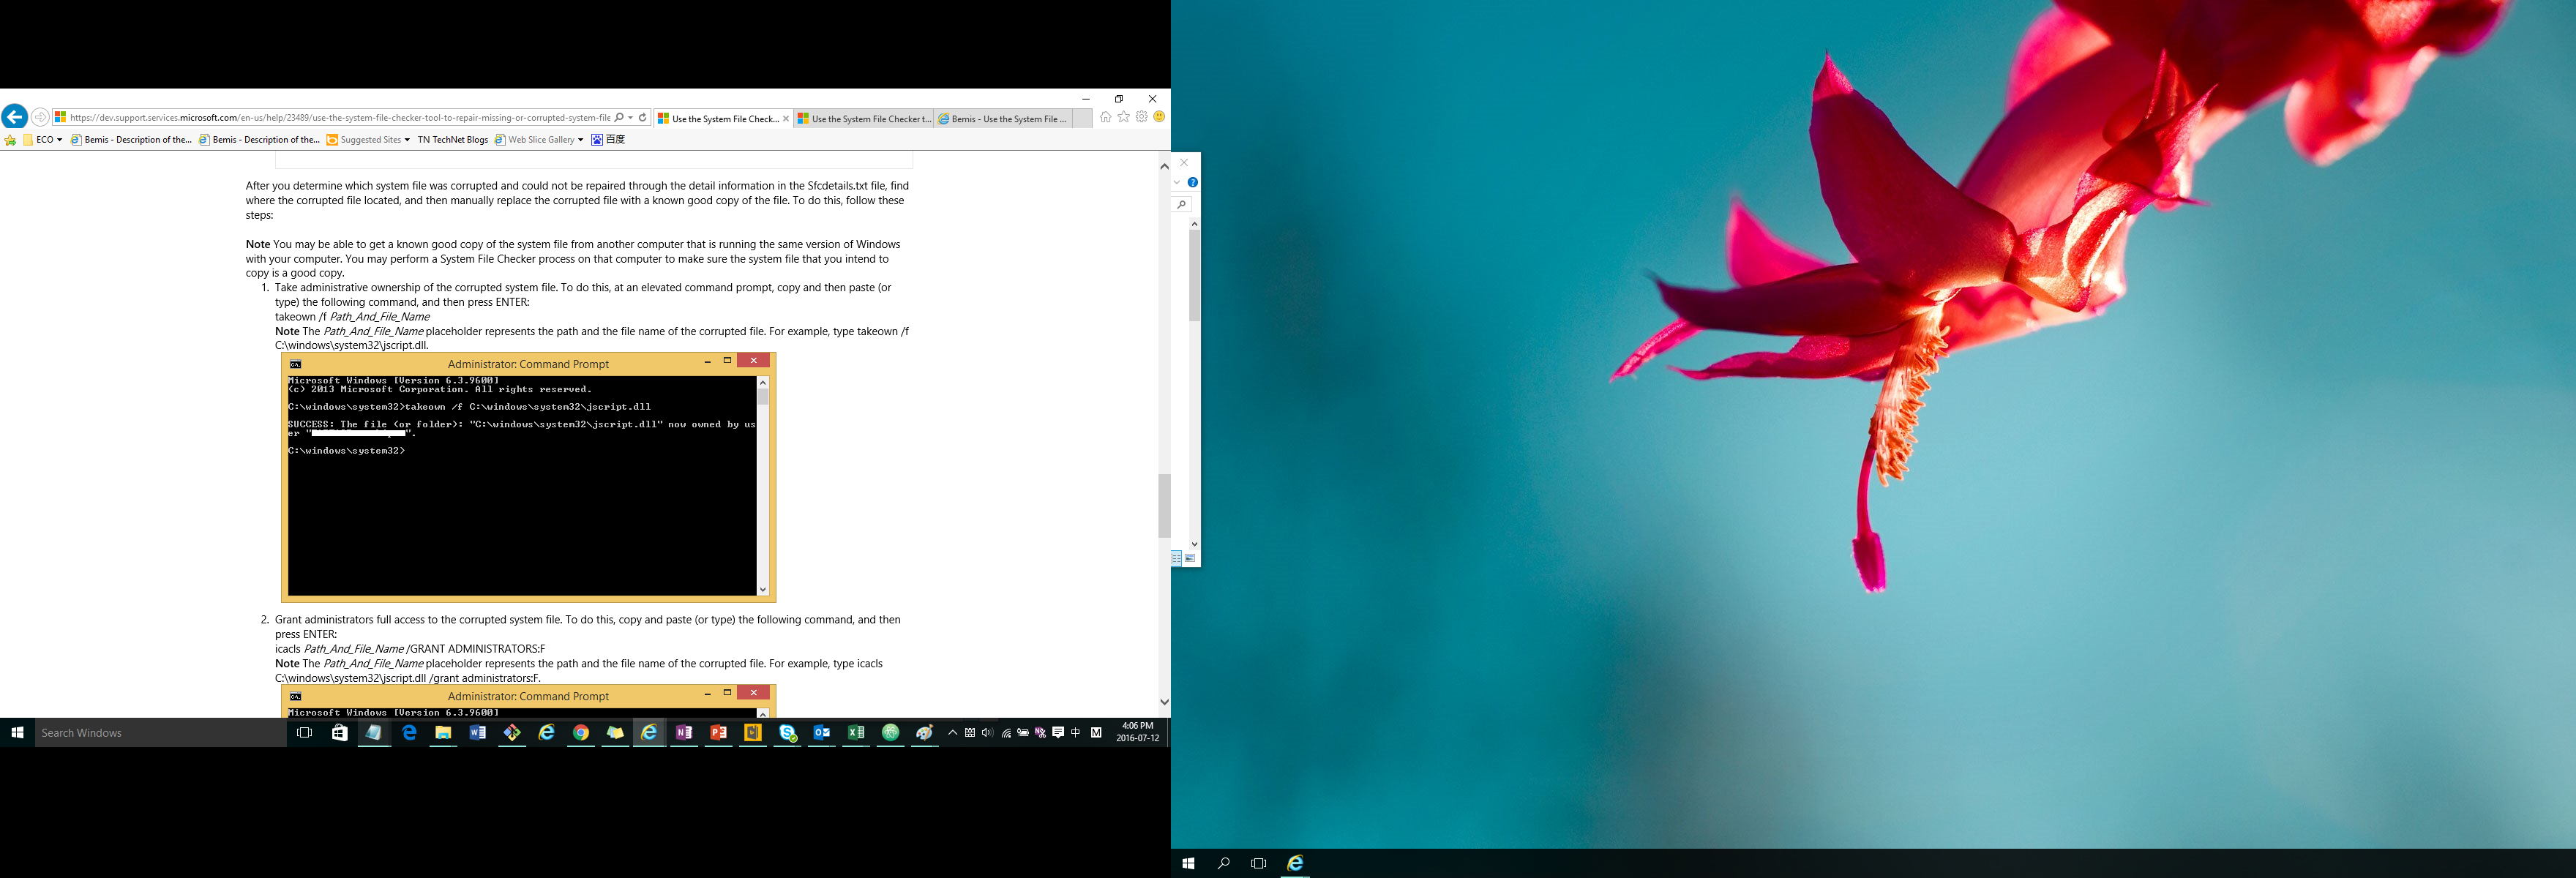 https://dev.support.services.microsoft.com/en-us/help/23489/use-the-system-file-checker-tool-to-repair-missing-or-corrupted-system-file
Use the System File Check...
Use the System File Checker t...
Bemis - Use the System File ...
ECO
Bemis - Description of the...
Bemis - Description of the...
Suggested Sites
TN TechNet Blogs
Web Slice Gallery
百度
After you determine which system file was corrupted and could not be repaired through the detail information in the Sfcdetails.txt file, find
where the corrupted file located, and then manually replace the corrupted file with a known good copy of the file. To do this, follow these
steps:
Note You may be able to get a known good copy of the system file from another computer that is running the same version of Windows
with your computer. You may perform a System File Checker process on that computer to make sure the system file that you intend to
copy is a good copy.
1. Take administrative ownership of the corrupted system file. To do this, at an elevated command prompt, copy and then paste (or
type) the following command, and then press ENTER:
takeown /f Path_And_File_Name
Note The Path_And_File_Name placeholder represents the path and the file name of the corrupted file. For example, type takeown /f
C:\windows\system32\jscript.dll.
Administrator: Command Prompt
Microsoft Windows [Version 6.3.9600]
(c) 2013 Microsoft Corporation. All rights reserved.
C:\windows\system32>takeown /f C:\windows\system32\jscript.dll
SUCCESS: The file (or folder): "C:\windows\system32\jscript.dll" now owned by us
er "".
C:\windows\system32>
2. Grant administrators full access to the corrupted system file. To do this, copy and paste (or type) the following command, and then
press ENTER:
icacls Path_And_File_Name /GRANT ADMINISTRATORS:F
Note The Path_And_File_Name placeholder represents the path and the file name of the corrupted file. For example, type icacls
C:\windows\system32\jscript.dll /grant administrators:F.
Administrator: Command Prompt
Microsoft Windows [Version 6.3.9600]
Search Windows
中
M
4:06 PM
2016-07-12